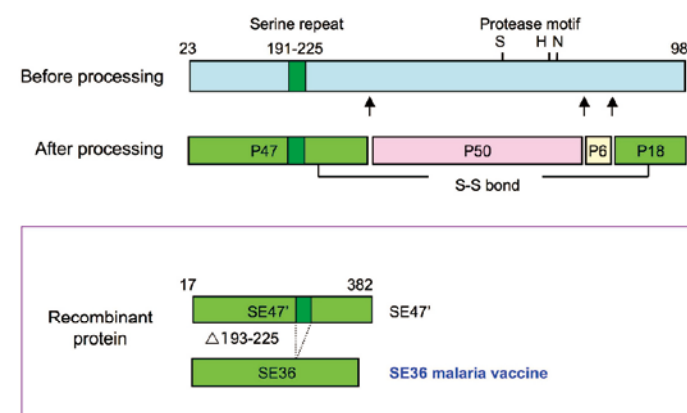 Serine repeat Protease motif
23 191-225 S H N 98
Before processing
After processing P47 P50 P6 P18
S-S bond
17 382
Recombinant protein
SE47' SE47'
△193-225
SE36 SE36 malaria vaccine